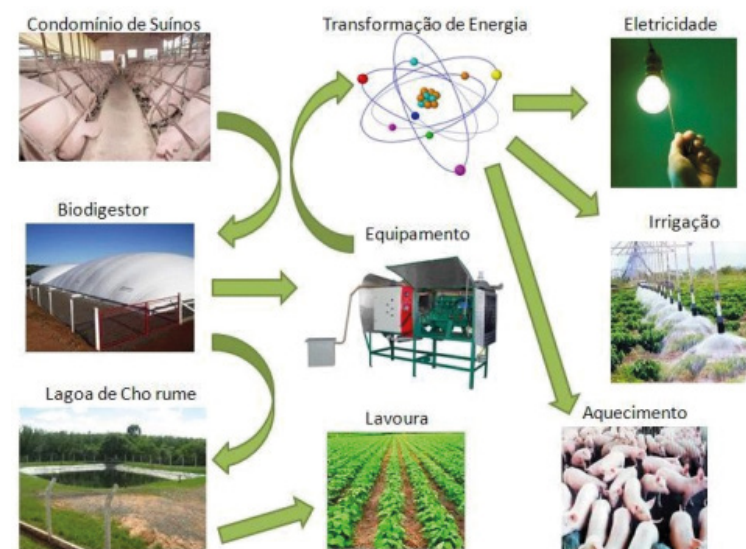 Condomínio de Suínos
Transformação de Energia
Eletricidade
Biodigestor
Equipamento
Irrigação
Lagoa de Cho rume
Lavoura
Aquecimento